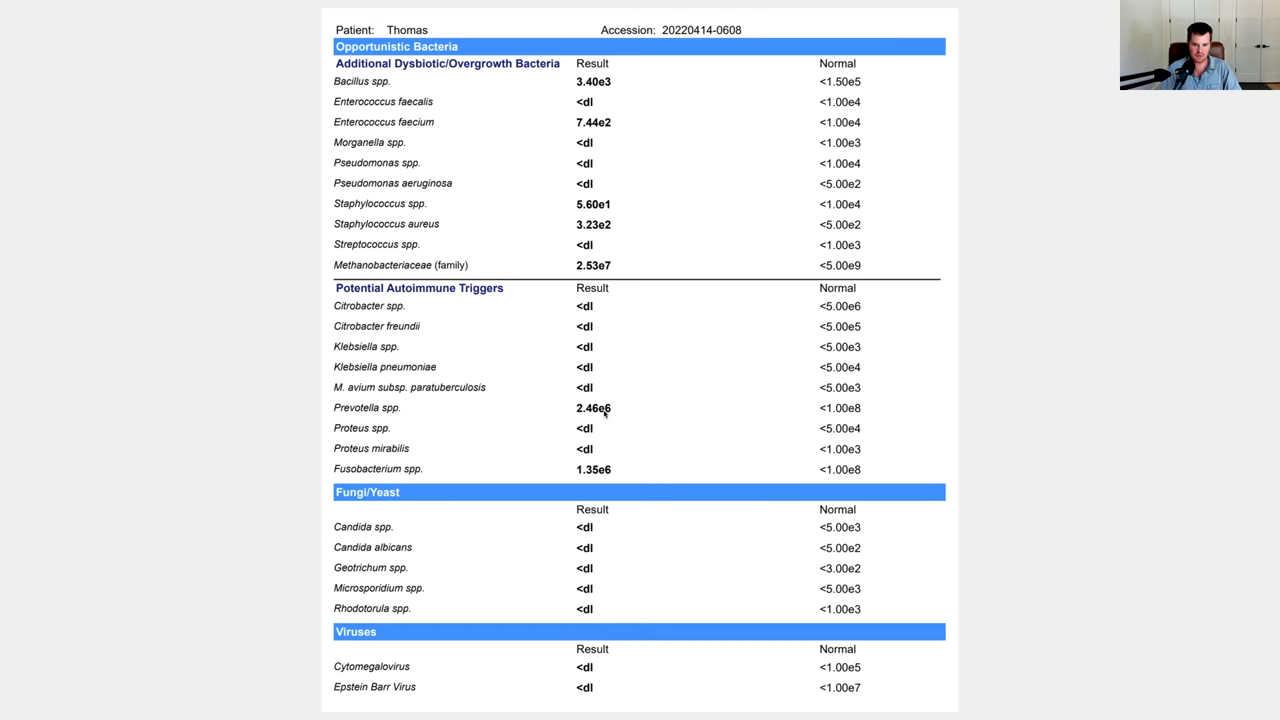 Patient: Thomas Accession: 20220414-0608
Opportunistic Bacteria
Additional Dysbiotic/Overgrowth Bacteria Result Normal
Bacillus spp. 3.40e3 <1.50e5
Enterococcus faecalis <dl <1.00e4
Enterococcus faecium 7.44e2 <1.00e4
Morganella spp. <dl <1.00e3
Pseudomonas spp. <dl <1.00e4
Pseudomonas aeruginosa <dl <5.00e2
Staphylococcus spp. 5.60e1 <1.00e4
Staphylococcus aureus 3.23e2 <5.00e2
Streptococcus spp. <dl <1.00e3
Methanobacteriaceae (family) 2.53e7 <5.00e9
Potential Autoimmune Triggers Result Normal
Citrobacter spp. <dl <5.00e6
Citrobacter freundii <dl <5.00e5
Klebsiella spp. <dl <5.00e3
Klebsiella pneumoniae <dl <5.00e4
M. avium subsp. paratuberculosis <dl <5.00e3
Prevotella spp. 2.46e6 <1.00e8
Proteus spp. <dl <5.00e4
Proteus mirabilis <dl <1.00e3
Fusobacterium spp. 1.35e6 <1.00e8
Fungi/Yeast
Result Normal
Candida spp. <dl <5.00e3
Candida albicans <dl <5.00e2
Geotrichum spp. <dl <3.00e2
Microsporidium spp. <dl <5.00e3
Rhodotorula spp. <dl <1.00e3
Viruses
Result Normal
Cytomegalovirus <dl <1.00e5
Epstein Barr Virus <dl <1.00e7